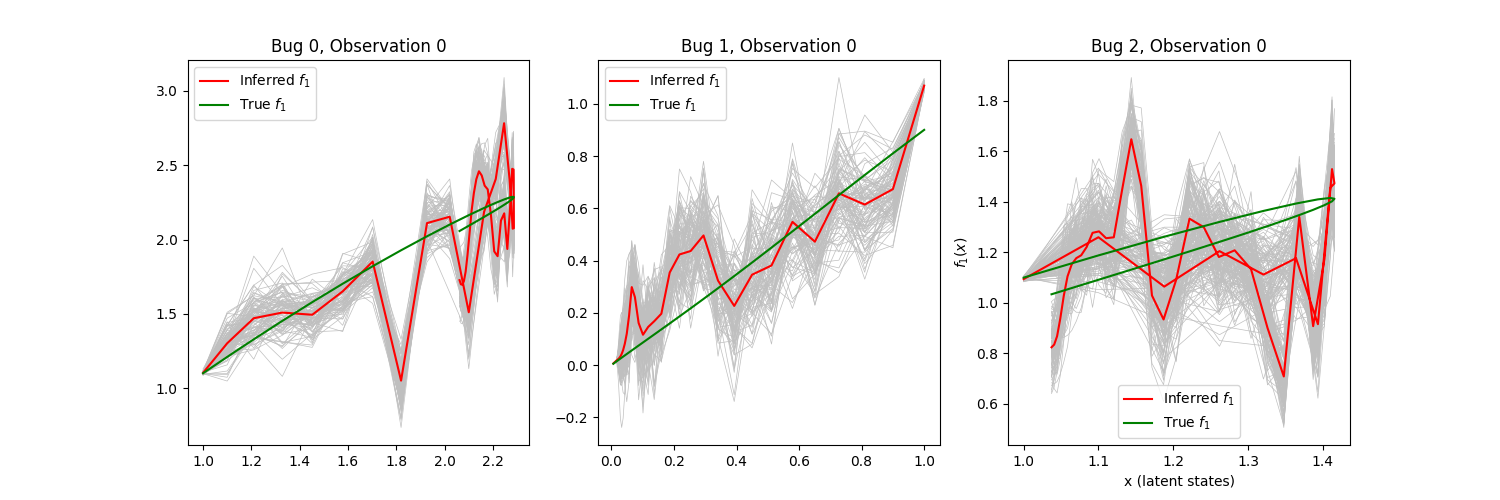 Bug 0, Observation 0
Inferred f₁
True f₁
3.0
2.5
2.0
1.5
1.0
1.0 1.2 1.4 1.6 1.8 2.0 2.2
Bug 1, Observation 0
Inferred f₁
True f₁
1.0
0.8
0.6
0.4
0.2
0.0
−0.2
0.0 0.2 0.4 0.6 0.8 1.0
Bug 2, Observation 0
f₁(x)
1.8
1.6
1.4
1.2
1.0
0.8
0.6
Inferred f₁
True f₁
1.0 1.1 1.2 1.3 1.4
x (latent states)